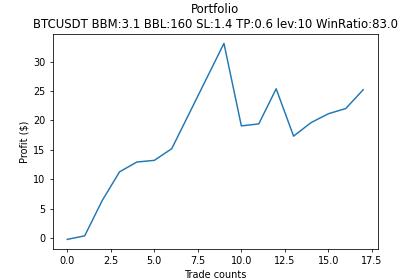 Portfolio
BTCUSDT BBM:3.1 BBL:160 SL:1.4 TP:0.6 lev:10 WinRatio:83.0
30
25
20
15
10
5
0
Profit ($)
0.0 2.5 5.0 7.5 10.0 12.5 15.0 17.5
Trade counts